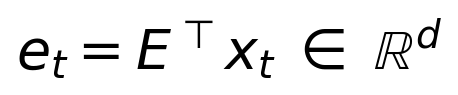 e_t = E^⊤ x_t ∈ ℝ^d